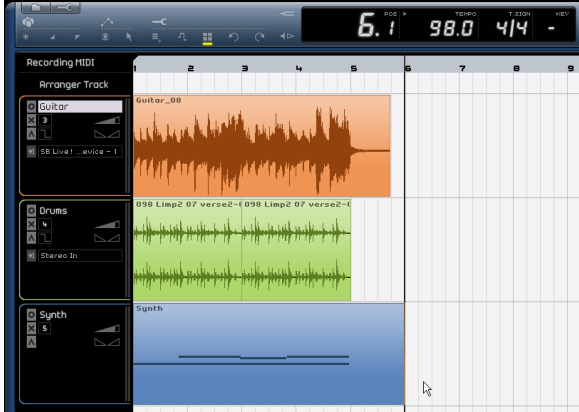 POS TEMPO T.SIGN KEY
6. 1 98.0 4|4 -
Recording MIDI
1 2 3 4 5 6 7 8 9
Arranger Track
Guitar
3
SB Live! ...evice - 1
Guitar_08
Drums
4
Stereo In
098 Limp2 07 verse2-( 098 Limp2 07 verse2-(
Synth
5
Synth